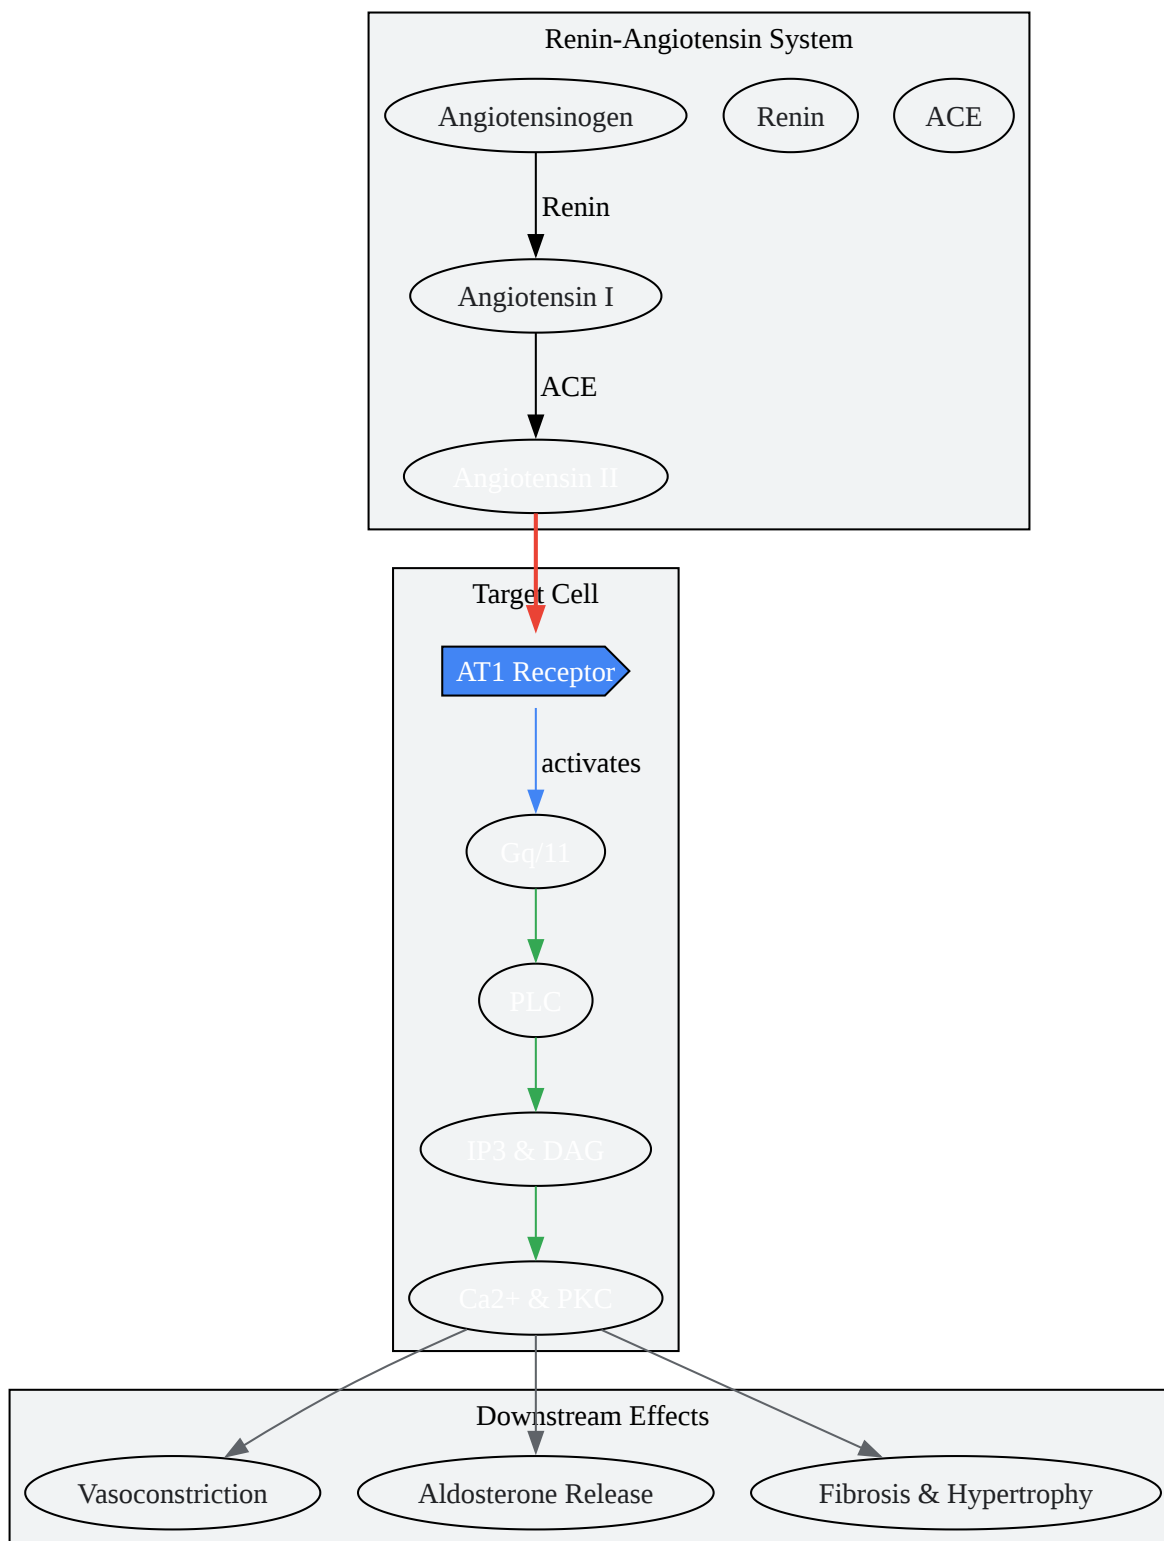 Renin-Angiotensin System
Angiotensinogen
Renin
ACE
Renin
Angiotensin I
ACE
Angiotensin II
Target Cell
AT1 Receptor
activates
Gq/11
PLC
IP3 & DAG
Ca2+ & PKC
Downstream Effects
Vasoconstriction
Aldosterone Release
Fibrosis & Hypertrophy